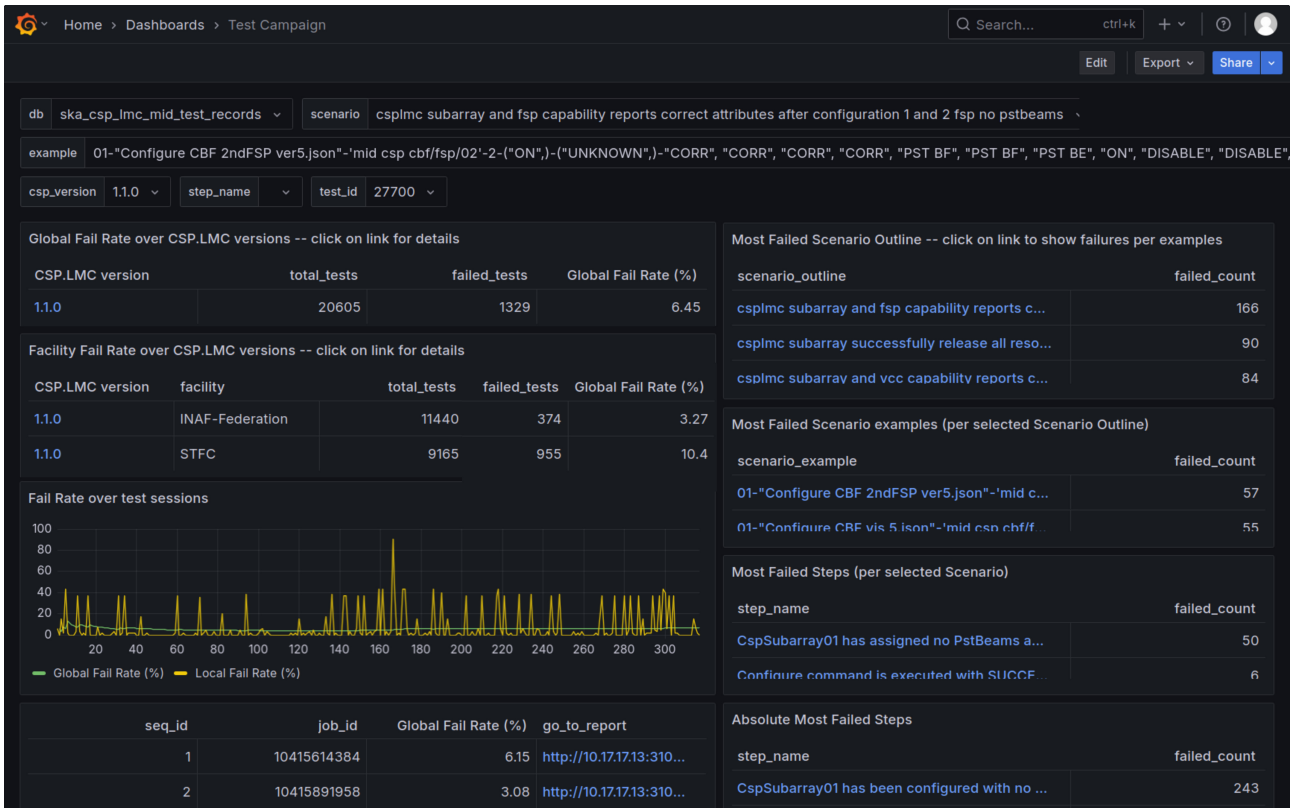 Home › Dashboards › Test Campaign
Search... ctrl+k
Edit Export Share
db ska_csp_lmc_mid_test_records scenario csplmc subarray and fsp capability reports correct attributes after configuration 1 and 2 fsp no pstbeams
example 01-"Configure CBF 2ndFSP ver5.json"-'mid csp cbf/fsp/02'-2-("ON",)-("UNKNOWN",)-"CORR", "CORR", "CORR", "CORR", "PST BF", "PST BF", "PST BE", "ON", "DISABLE", "DISABLE",
csp_version 1.1.0 step_name test_id 27700
Global Fail Rate over CSP.LMC versions -- click on link for details
CSP.LMC version total_tests failed_tests Global Fail Rate (%)
1.1.0 20605 1329 6.45
Facility Fail Rate over CSP.LMC versions -- click on link for details
CSP.LMC version facility total_tests failed_tests Global Fail Rate (%)
1.1.0 INAF-Federation 11440 374 3.27
1.1.0 STFC 9165 955 10.4
Fail Rate over test sessions
100
80
60
40
20
0
20 40 60 80 100 120 140 160 180 200 220 240 260 280 300
Global Fail Rate (%) Local Fail Rate (%)
seq_id job_id Global Fail Rate (%) go_to_report
1 10415614384 6.15 http://10.17.17.13:310...
2 10415891958 3.08 http://10.17.17.13:310...
Most Failed Scenario Outline -- click on link to show failures per examples
scenario_outline failed_count
csplmc subarray and fsp capability reports c... 166
csplmc subarray successfully release all reso... 90
csplmc subarray and vcc capability reports c... 84
Most Failed Scenario examples (per selected Scenario Outline)
scenario_example failed_count
01-"Configure CBF 2ndFSP ver5.json"-'mid c... 57
01-"Configure CBF vis 5.json"-'mid csp cbf/f... 55
Most Failed Steps (per selected Scenario)
step_name failed_count
CspSubarray01 has assigned no PstBeams a... 50
Configure command is executed with SUCCE... 6
Absolute Most Failed Steps
step_name failed_count
CspSubarray01 has been configured with no ... 243